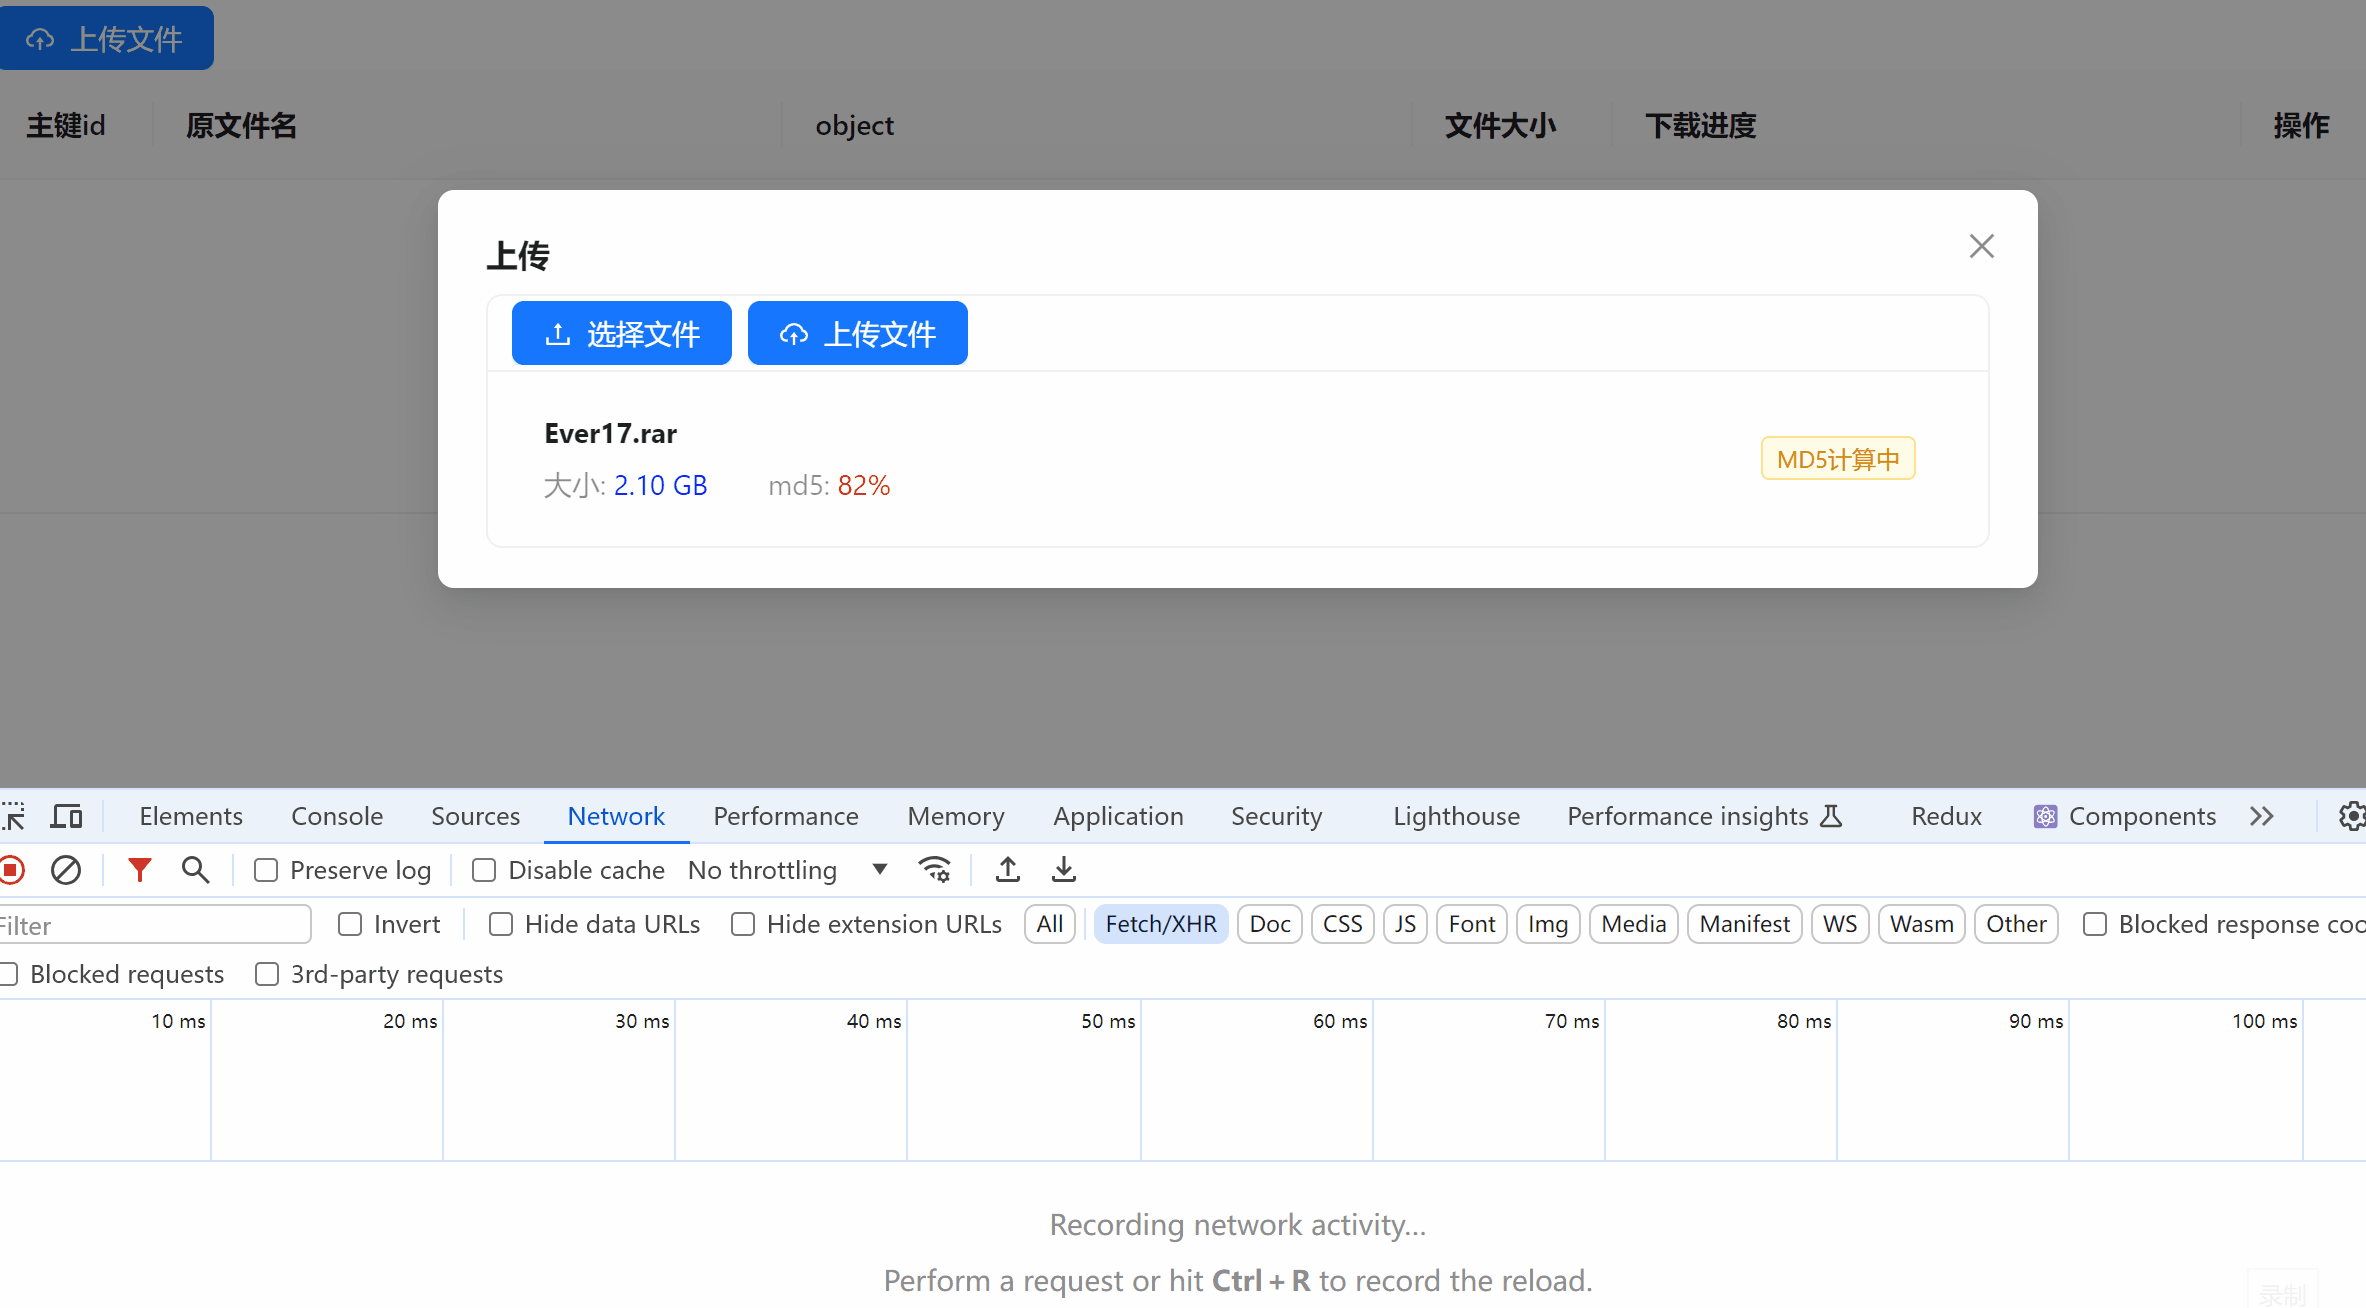 上传文件
主键id 原文件名 object 文件大小 下载进度 操作
上传
选择文件 上传文件
Ever17.rar
大小: 2.10 GB md5: 82%
MD5计算中
Elements Console Sources Network Performance Memory Application Security Lighthouse Performance insights Redux Components
Preserve log Disable cache No throttling
Filter Invert Hide data URLs Hide extension URLs All Fetch/XHR Doc CSS JS Font Img Media Manifest WS Wasm Other Blocked response coo
Blocked requests 3rd-party requests
10 ms 20 ms 30 ms 40 ms 50 ms 60 ms 70 ms 80 ms 90 ms 100 ms
Recording network activity...
Perform a request or hit Ctrl + R to record the reload.
录制